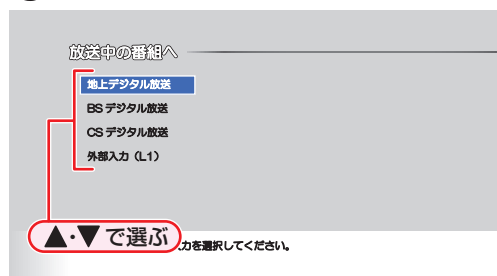 放送中の番組へ
地上デジタル放送
BSデジタル放送
CSデジタル放送
外部入力（L1）
▲・▼で選ぶ
力を選択してください。